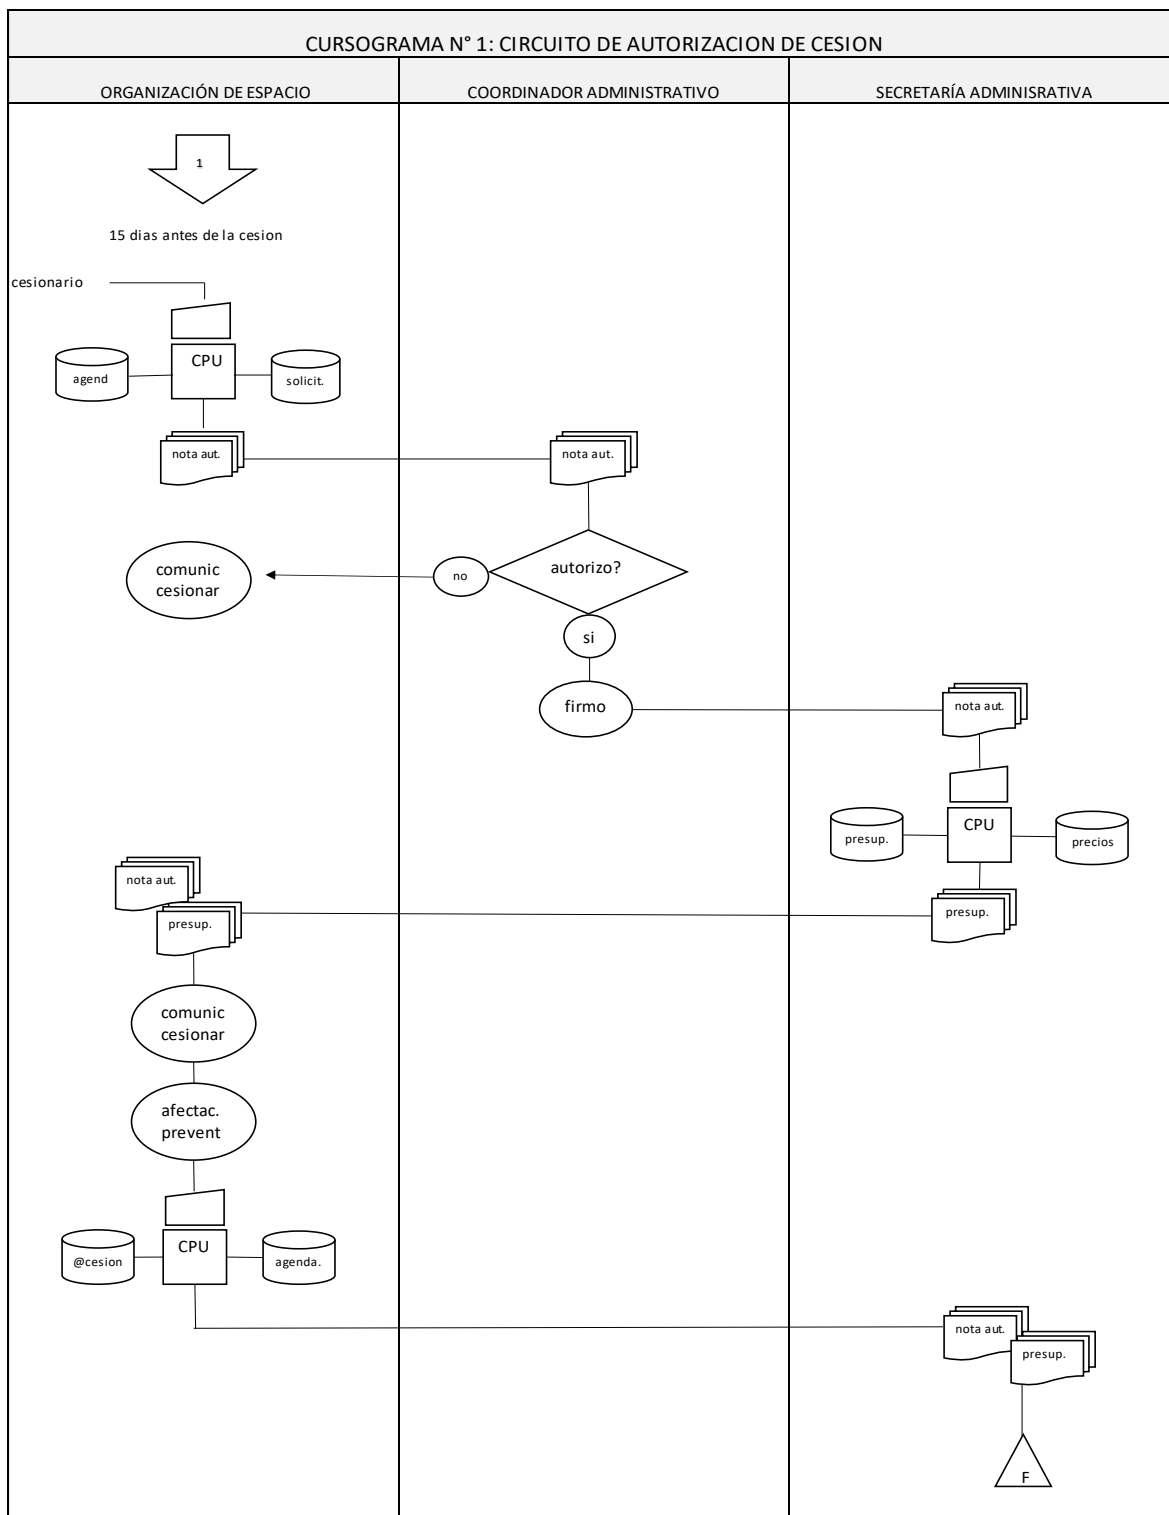 CURSOGRAMA N° 1: CIRCUITO DE AUTORIZACION DE CESION
ORGANIZACIÓN DE ESPACIO
COORDINADOR ADMINISTRATIVO
SECRETARÍA ADMINISRATIVA
1
15 dias antes de la cesion
cesionario
CPU
agend
solicit.
nota aut.
nota aut.
comunic
cesionar
no
autorizo?
si
firmo
nota aut.
CPU
presup.
precios
nota aut.
presup.
presup.
comunic
cesionar
afectac.
prevent
CPU
@cesion
agenda.
nota aut.
presup.
F